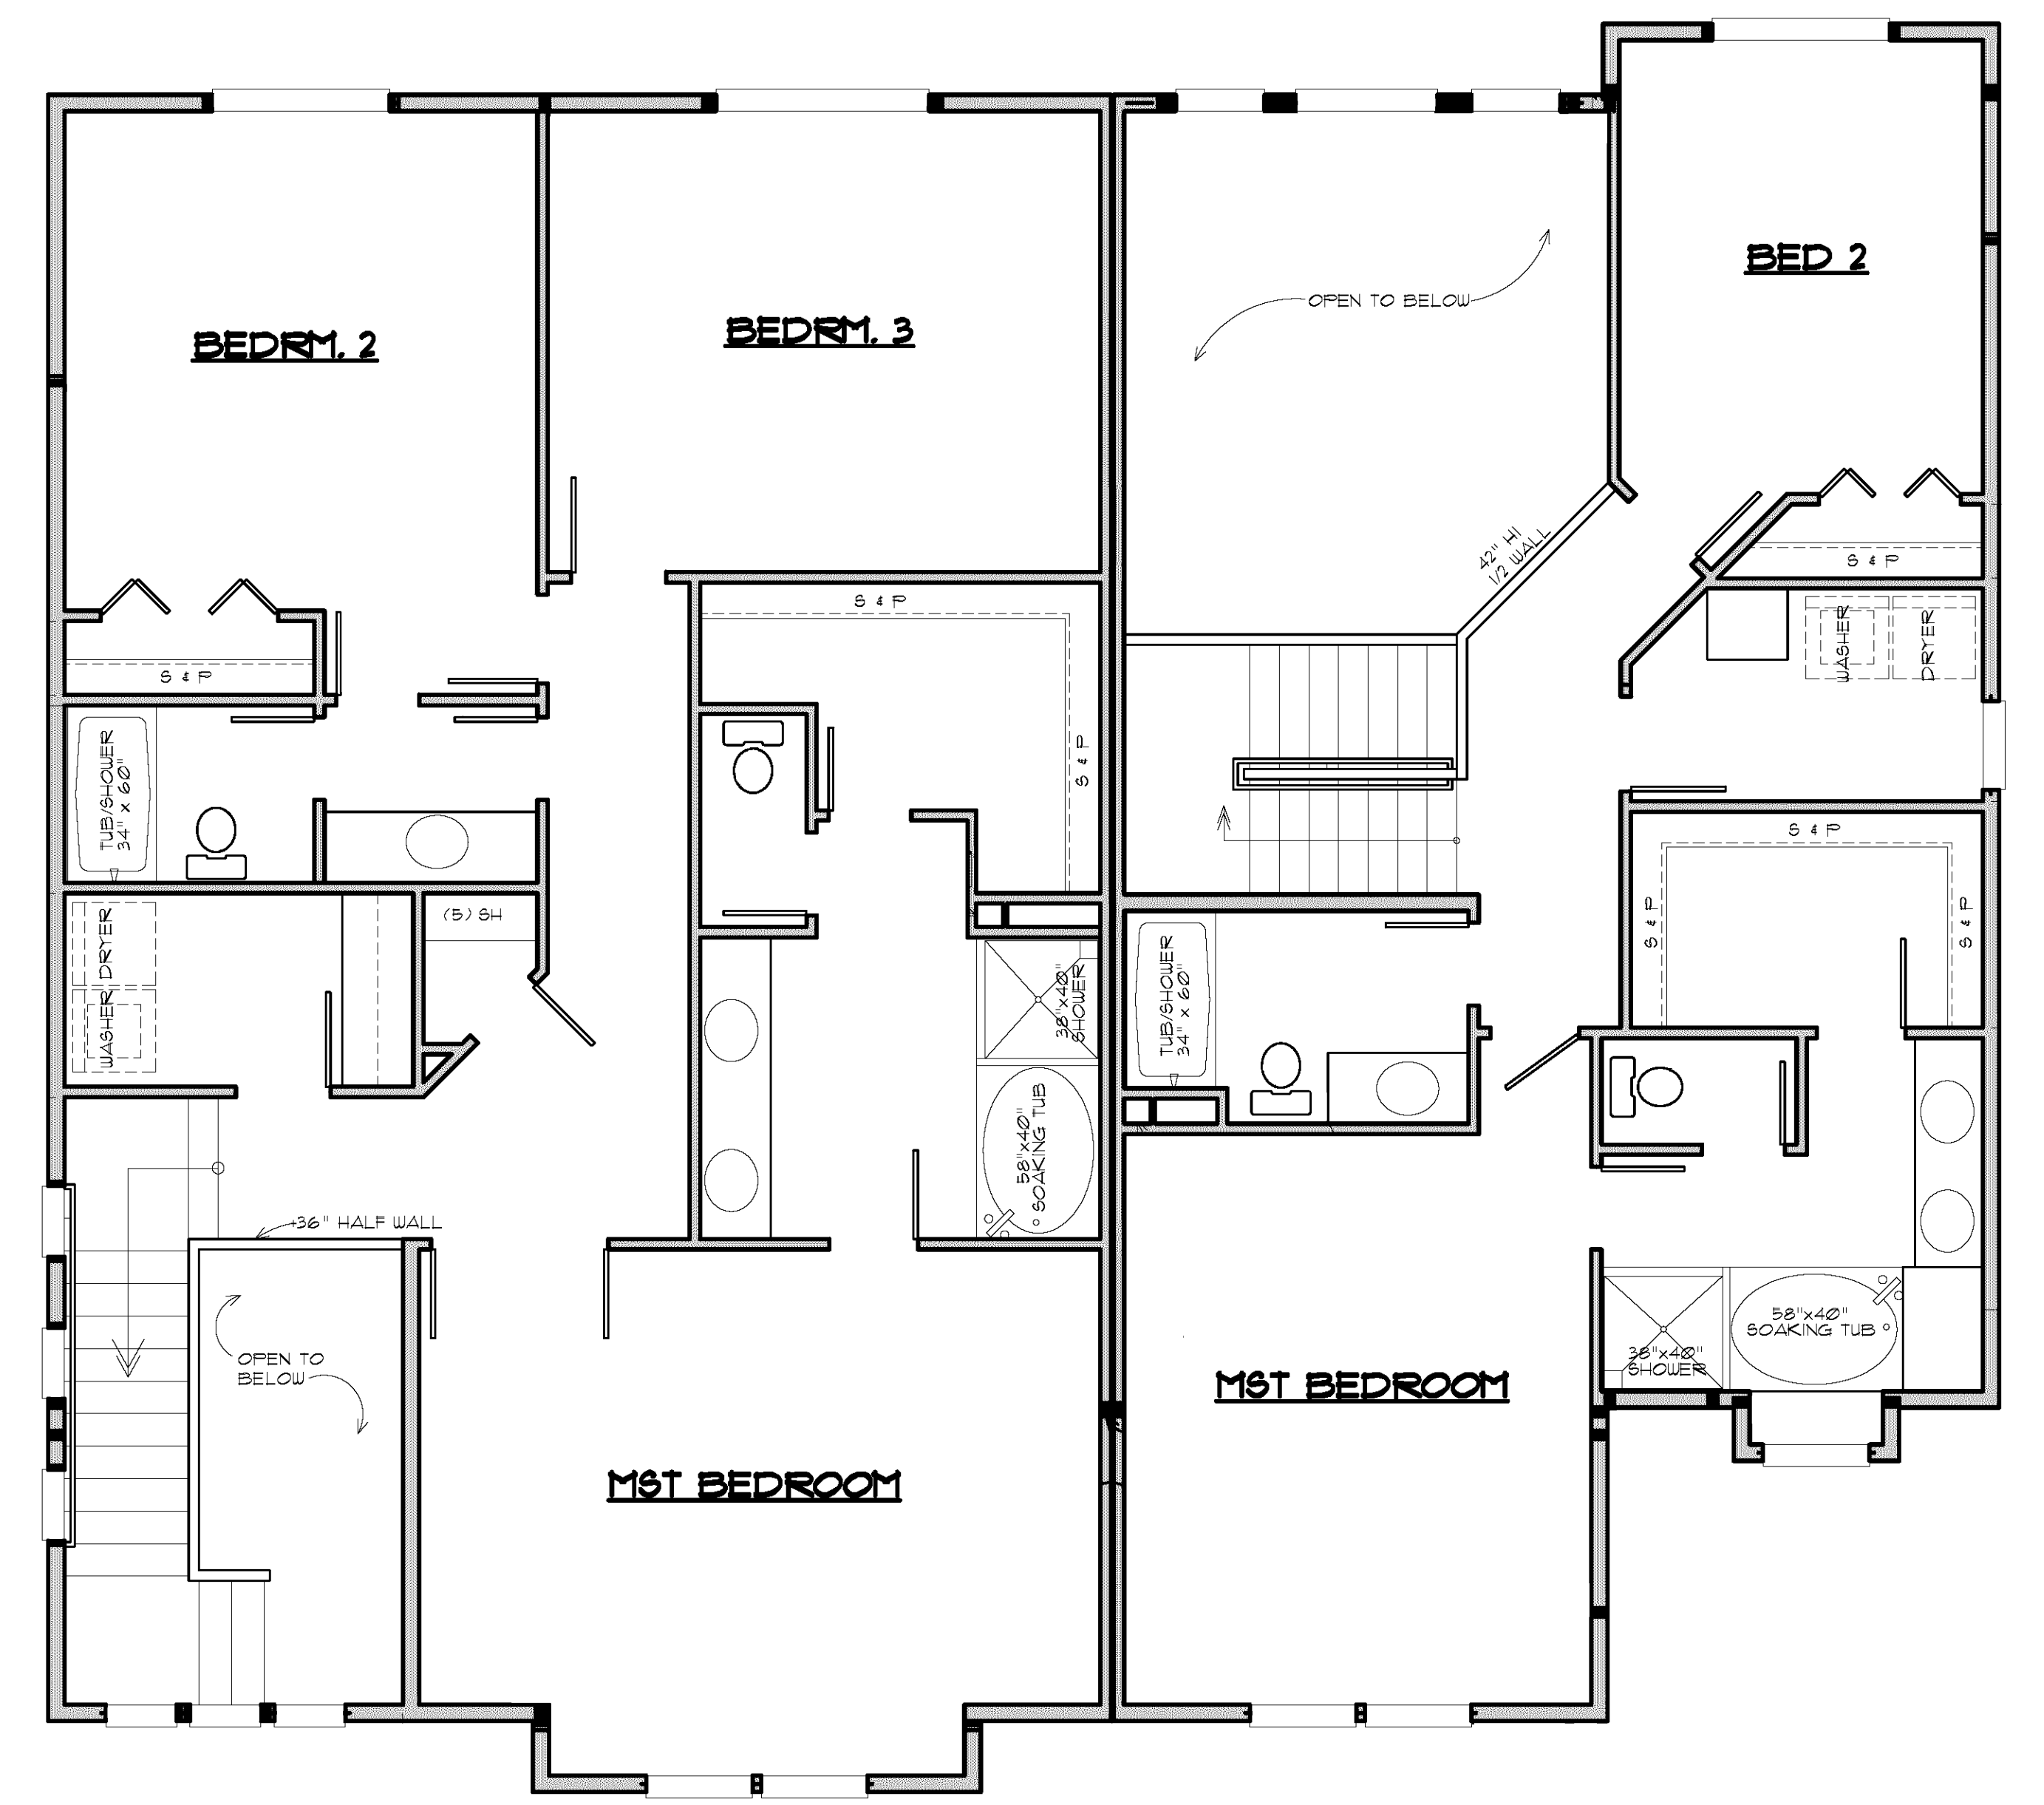 BED 2
OPEN TO BELOW
BEDRM. 2
BEDRM. 3
42" HI
1/2 WALL
S & P
S & P
S & P
WASHER
DRYER
TUB/SHOWER
34" x 60"
S & P
S & P
S & P
S & P
(5) SH
DRYER
WASHER
38"x40"
SHOWER
TUB/SHOWER
34" x 60"
58"x40"
SOAKING TUB
+36" HALF WALL
OPEN TO
BELOW
58"x40"
SOAKING TUB
38"x40"
SHOWER
MST BEDROOM
MST BEDROOM